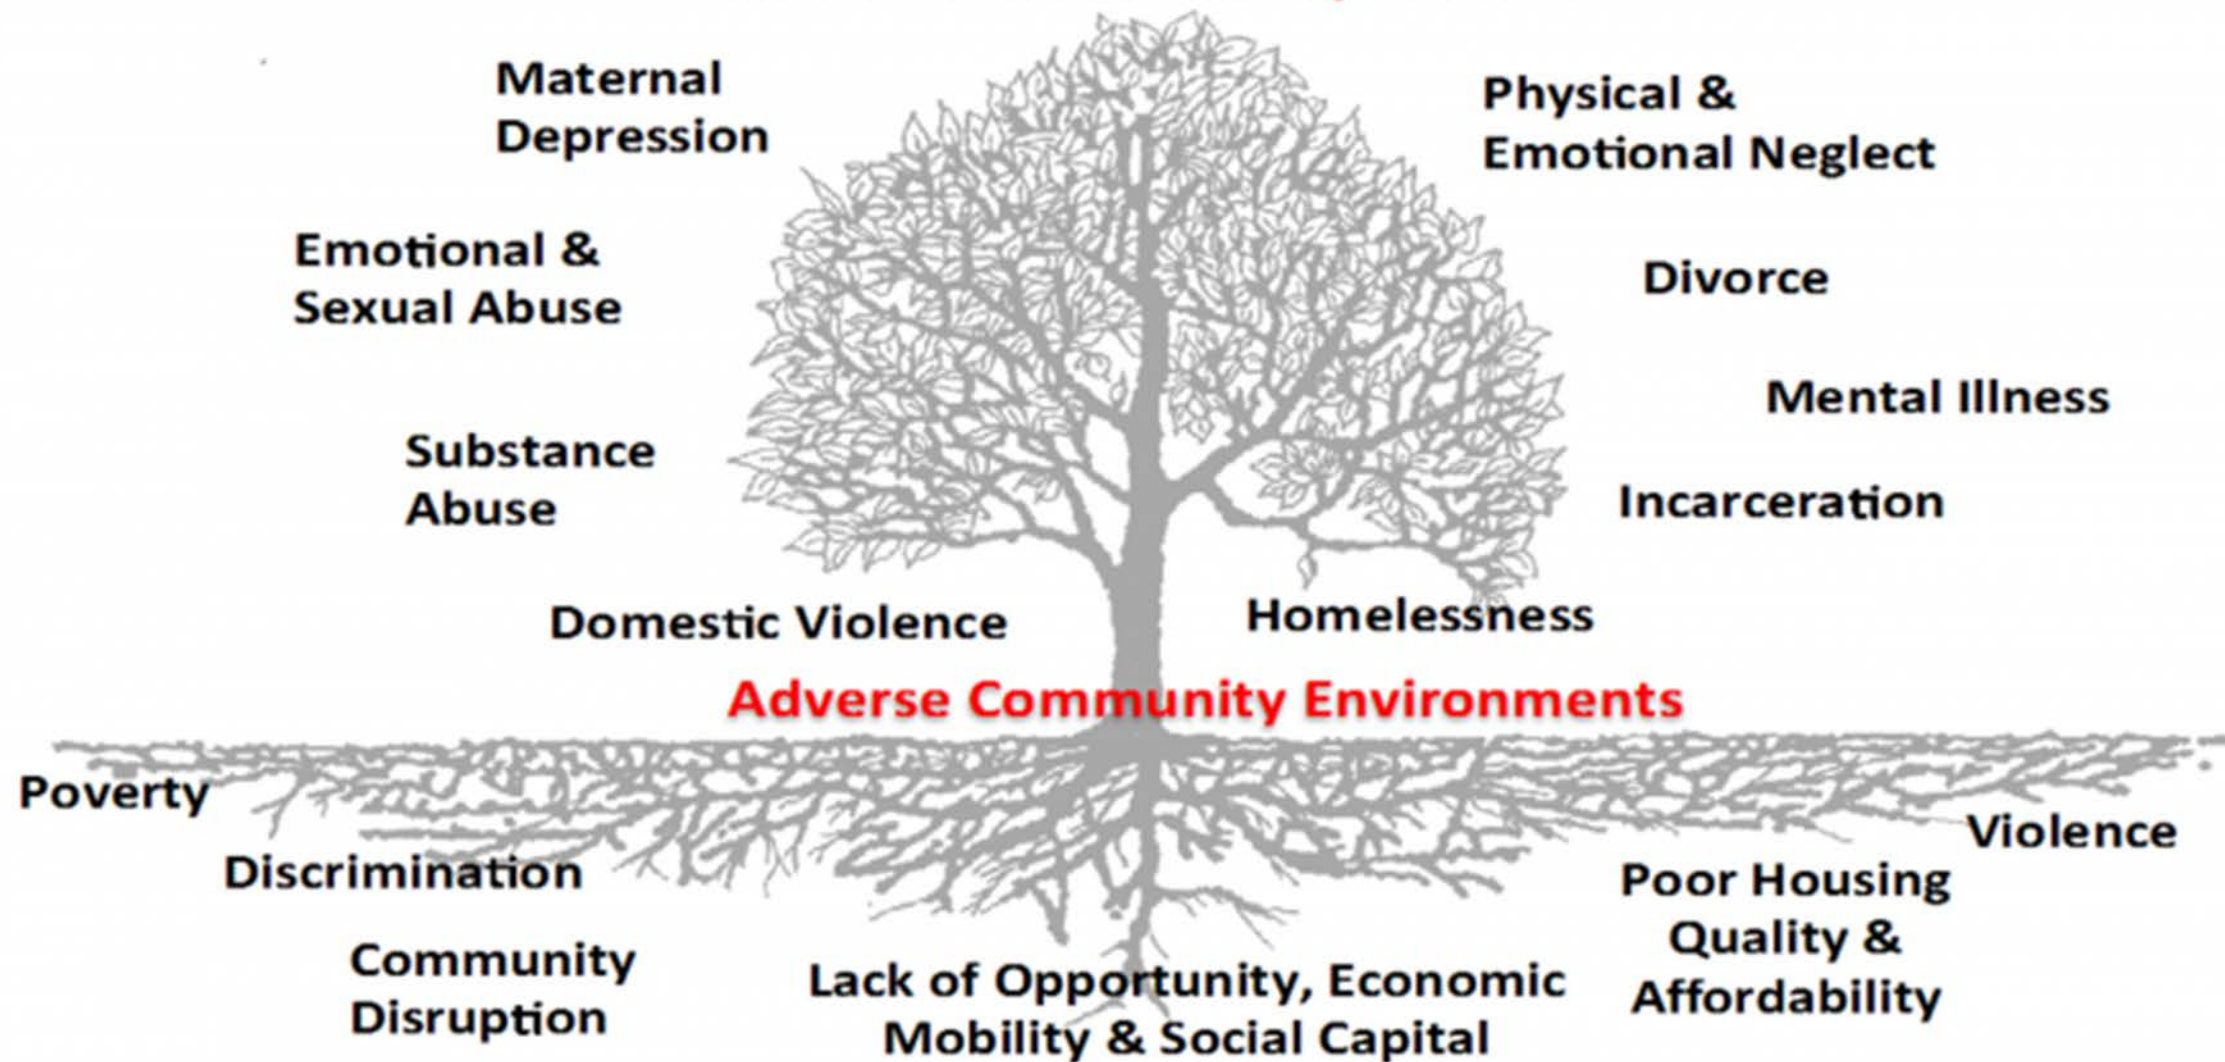 Maternal
Depression
Physical &
Emotional Neglect
Emotional &
Sexual Abuse
Divorce
Mental Illness
Substance
Abuse
Incarceration
Domestic Violence
Homelessness
Adverse Community Environments
Poverty
Violence
Discrimination
Poor Housing
Quality &
Affordability
Community
Disruption
Lack of Opportunity, Economic
Mobility & Social Capital